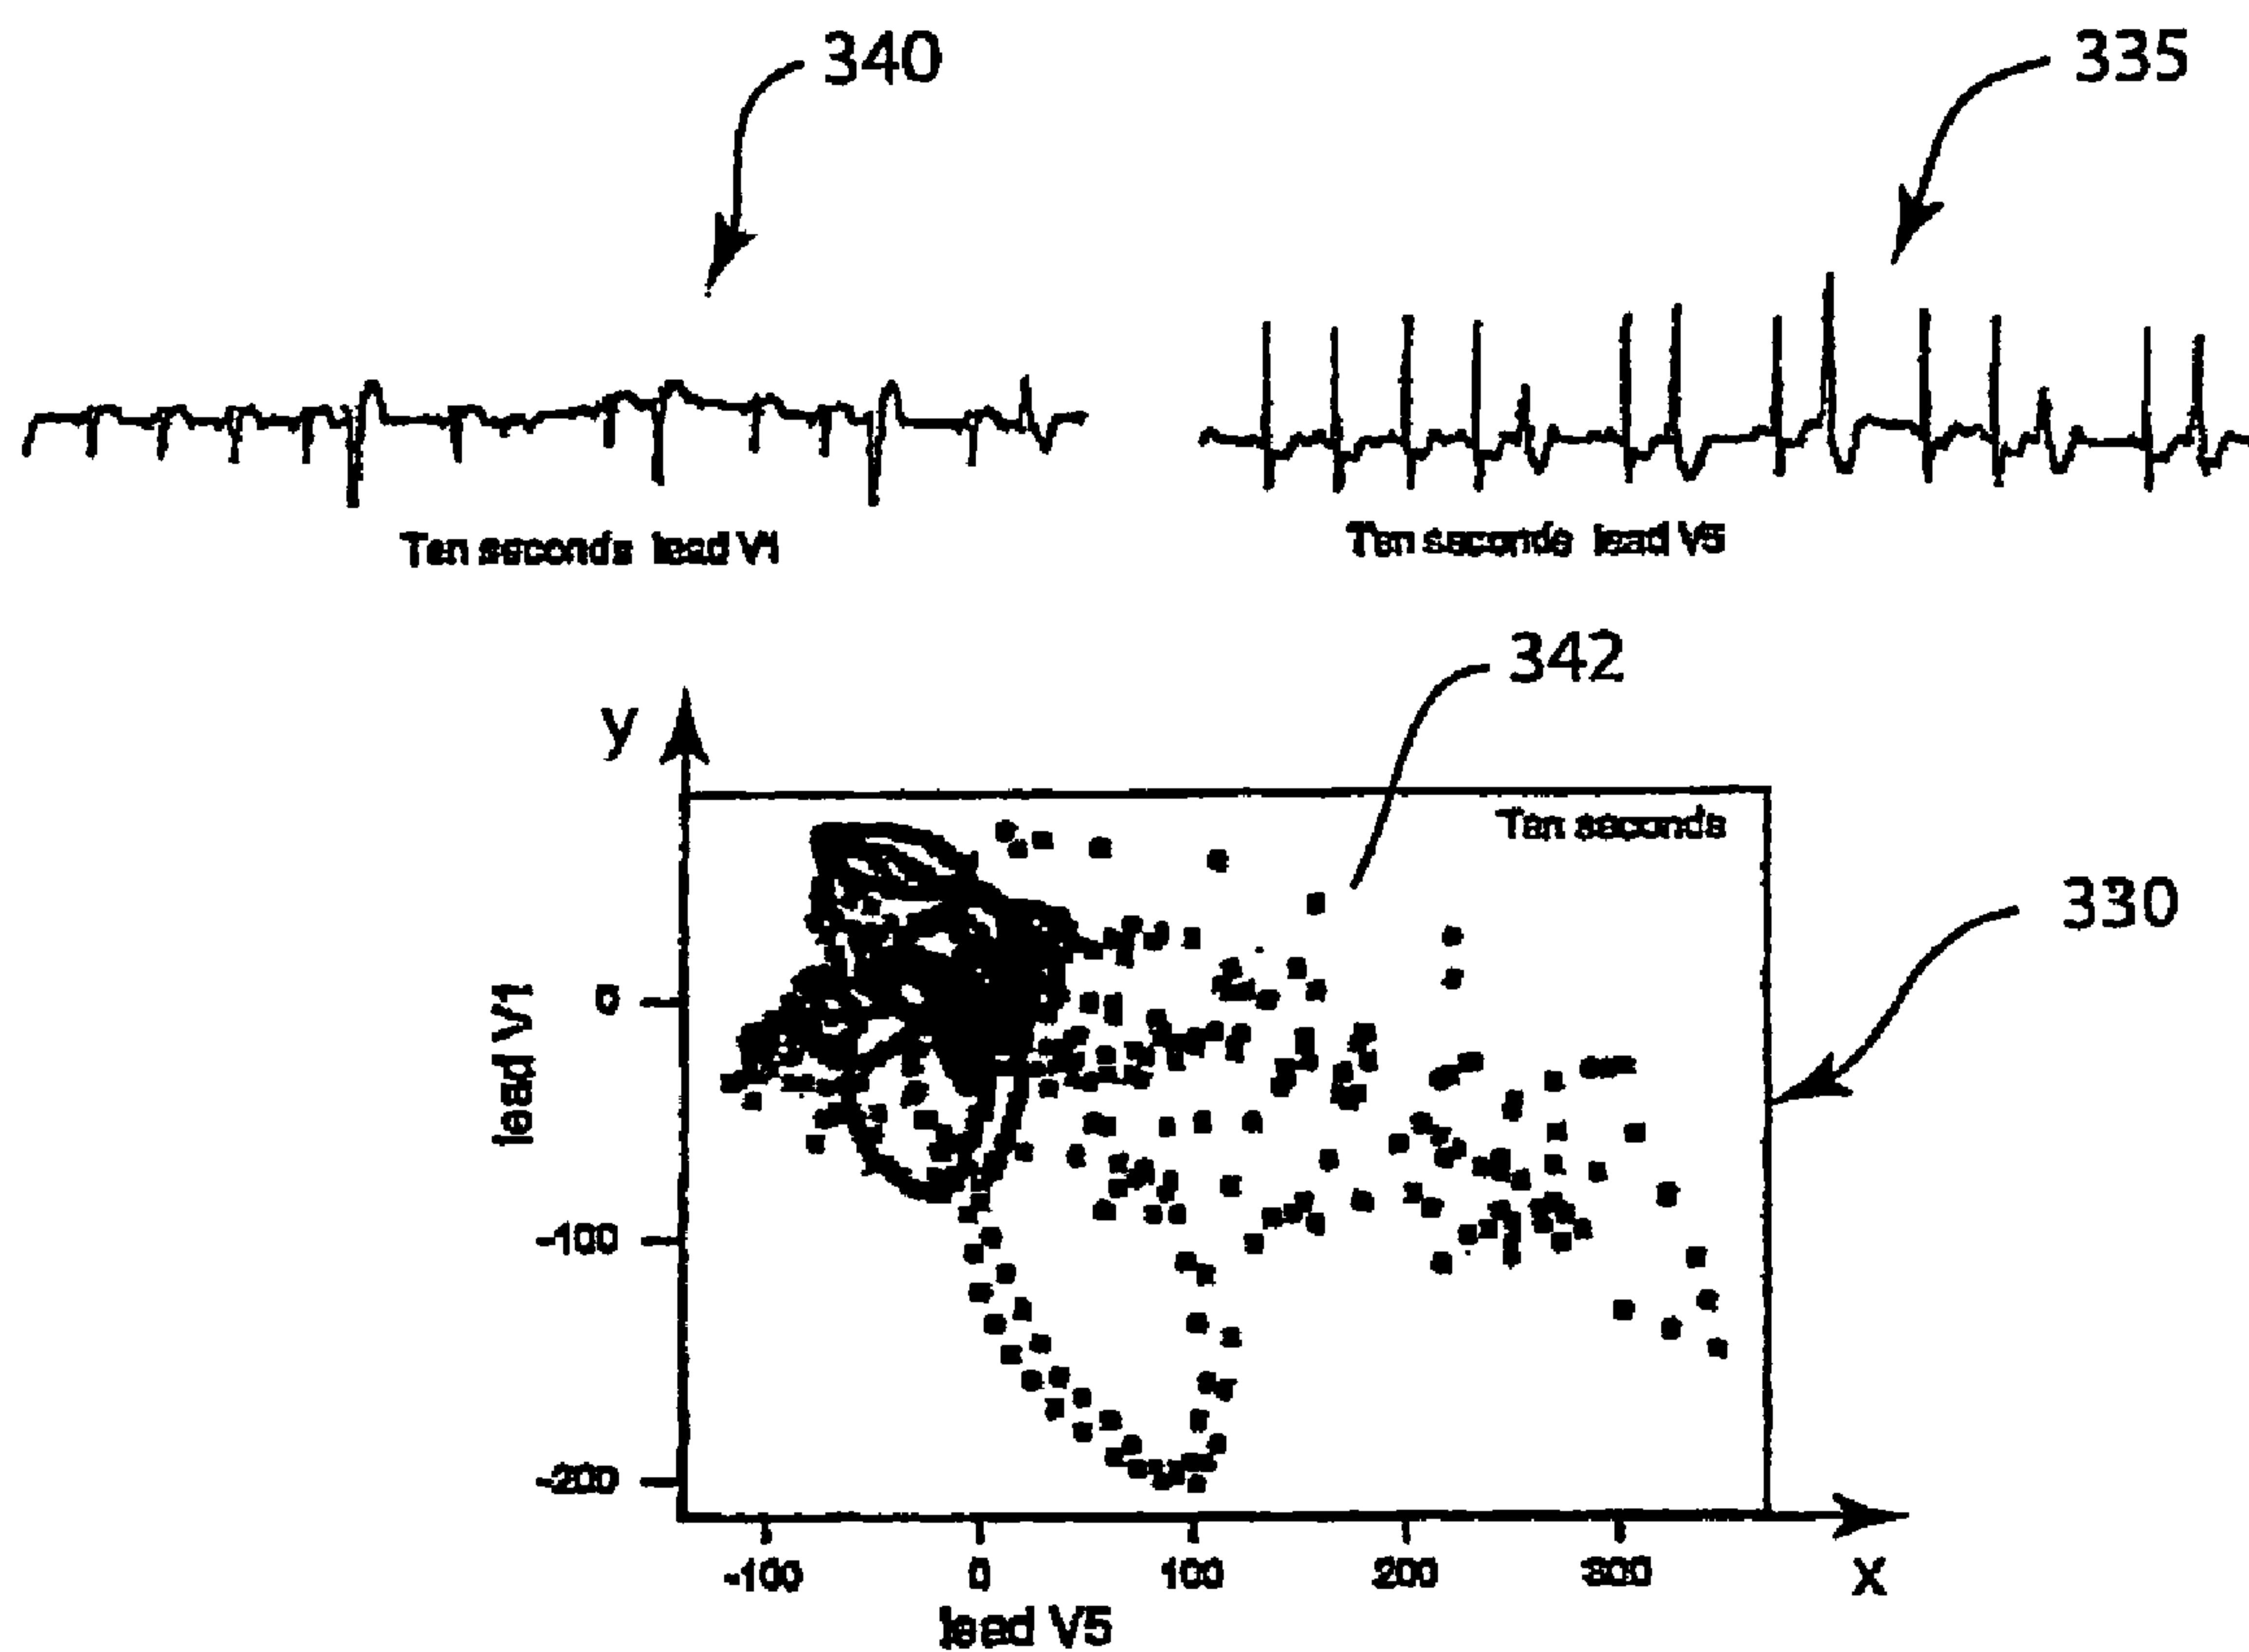 340
335
Ten seconds lead V1
Ten seconds lead V5
342
y
Ten seconds
330
lead V1
0
-100
-200
-100 0 100 200 300
x
lead V5